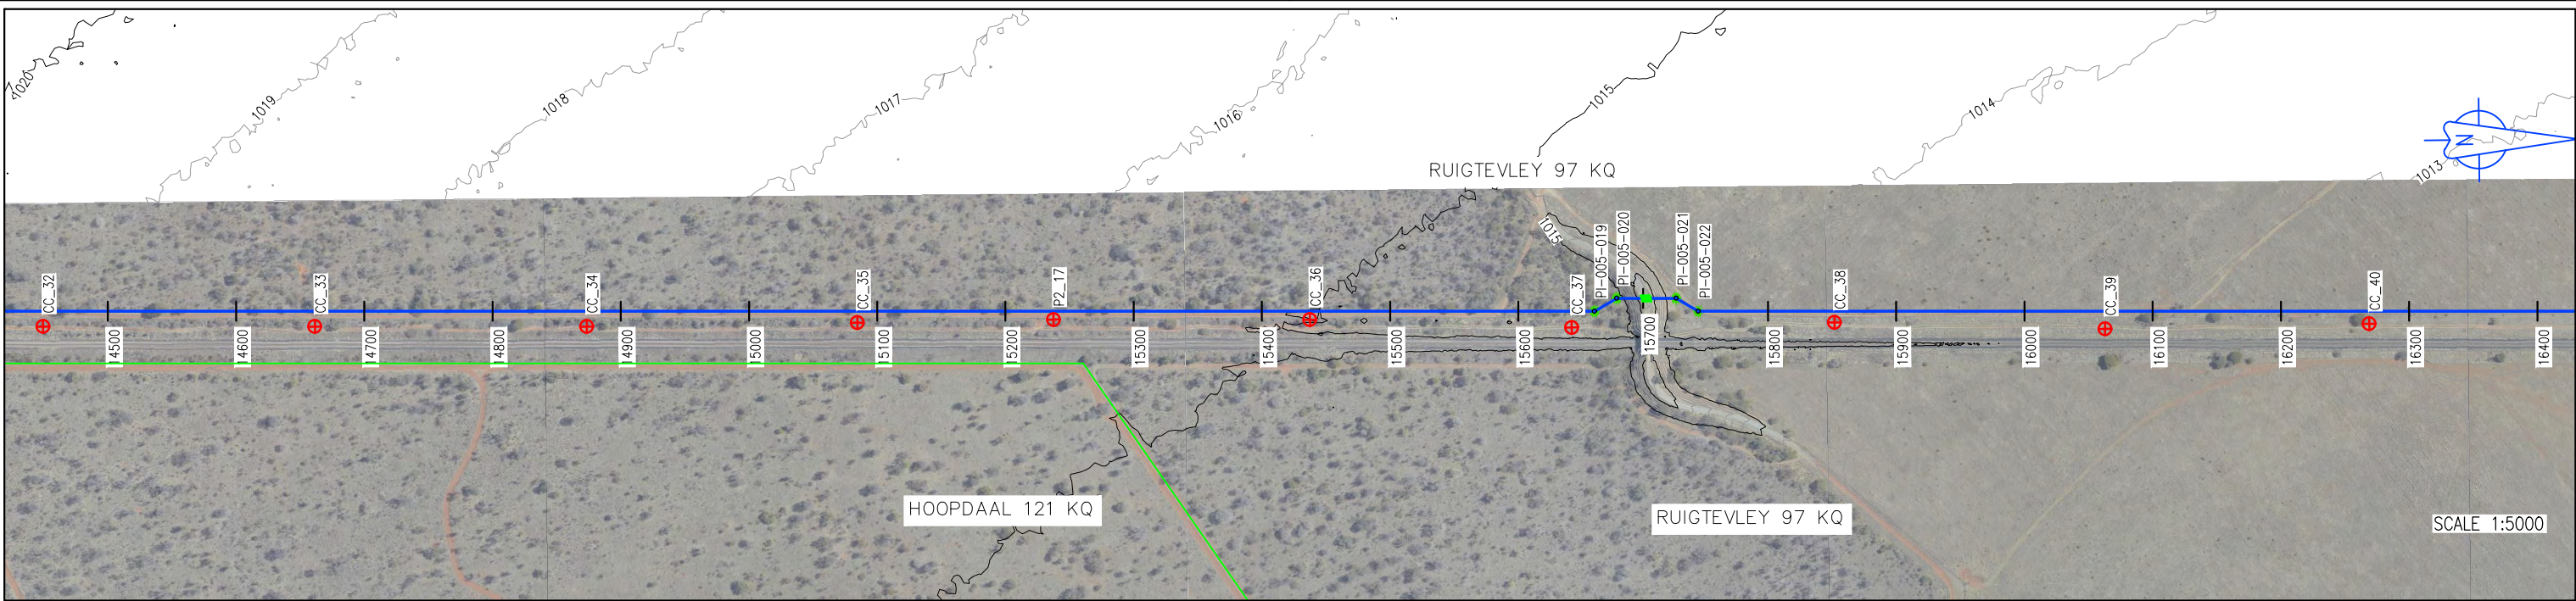 1020
1019
1018
1017
1016
1015
1014
1013
N
RUIGTEVLEY 97 KQ
1015
CC_32
CC_33
CC_34
CC_35
P2_17
CC_36
CC_37
PI-005-019
PI-005-020
PI-005-021
PI-005-022
CC_38
CC_39
CC_40
14500
14600
14700
14800
14900
15000
15100
15200
15300
15400
15500
15600
15700
15800
15900
16000
16100
16200
16300
16400
HOOPDAAL 121 KQ
RUIGTEVLEY 97 KQ
SCALE 1:5000